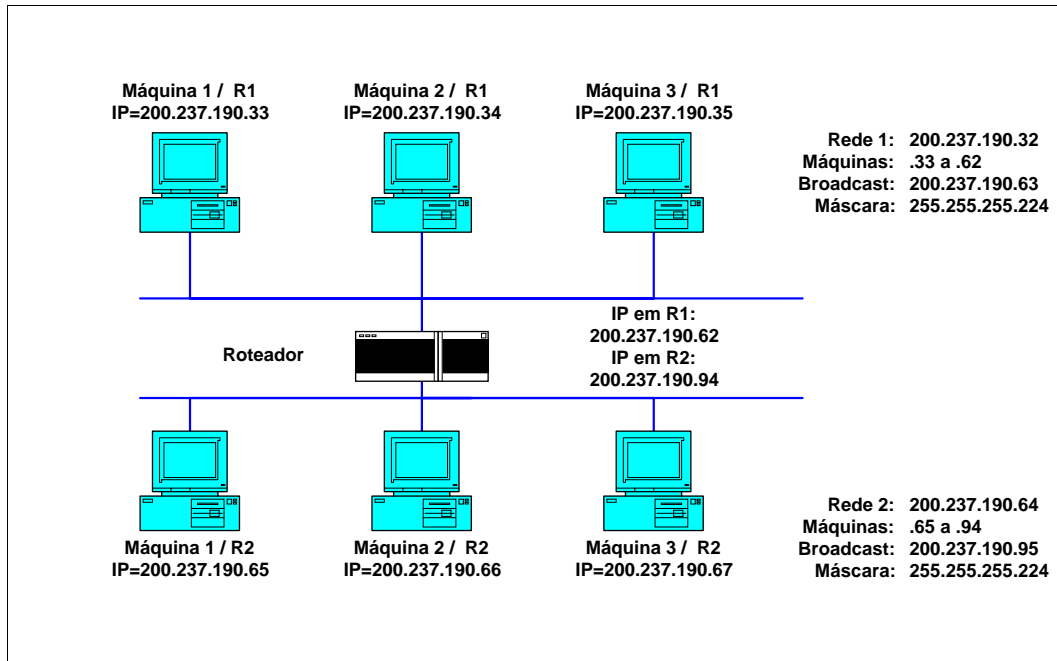 Máquina 1 / R1
IP=200.237.190.33
Máquina 2 / R1
IP=200.237.190.34
Máquina 3 / R1
IP=200.237.190.35
Rede 1: 200.237.190.32
Máquinas: .33 a .62
Broadcast: 200.237.190.63
Máscara: 255.255.255.224
Roteador
IP em R1:
200.237.190.62
IP em R2:
200.237.190.94
Máquina 1 / R2
IP=200.237.190.65
Máquina 2 / R2
IP=200.237.190.66
Máquina 3 / R2
IP=200.237.190.67
Rede 2: 200.237.190.64
Máquinas: .65 a .94
Broadcast: 200.237.190.95
Máscara: 255.255.255.224